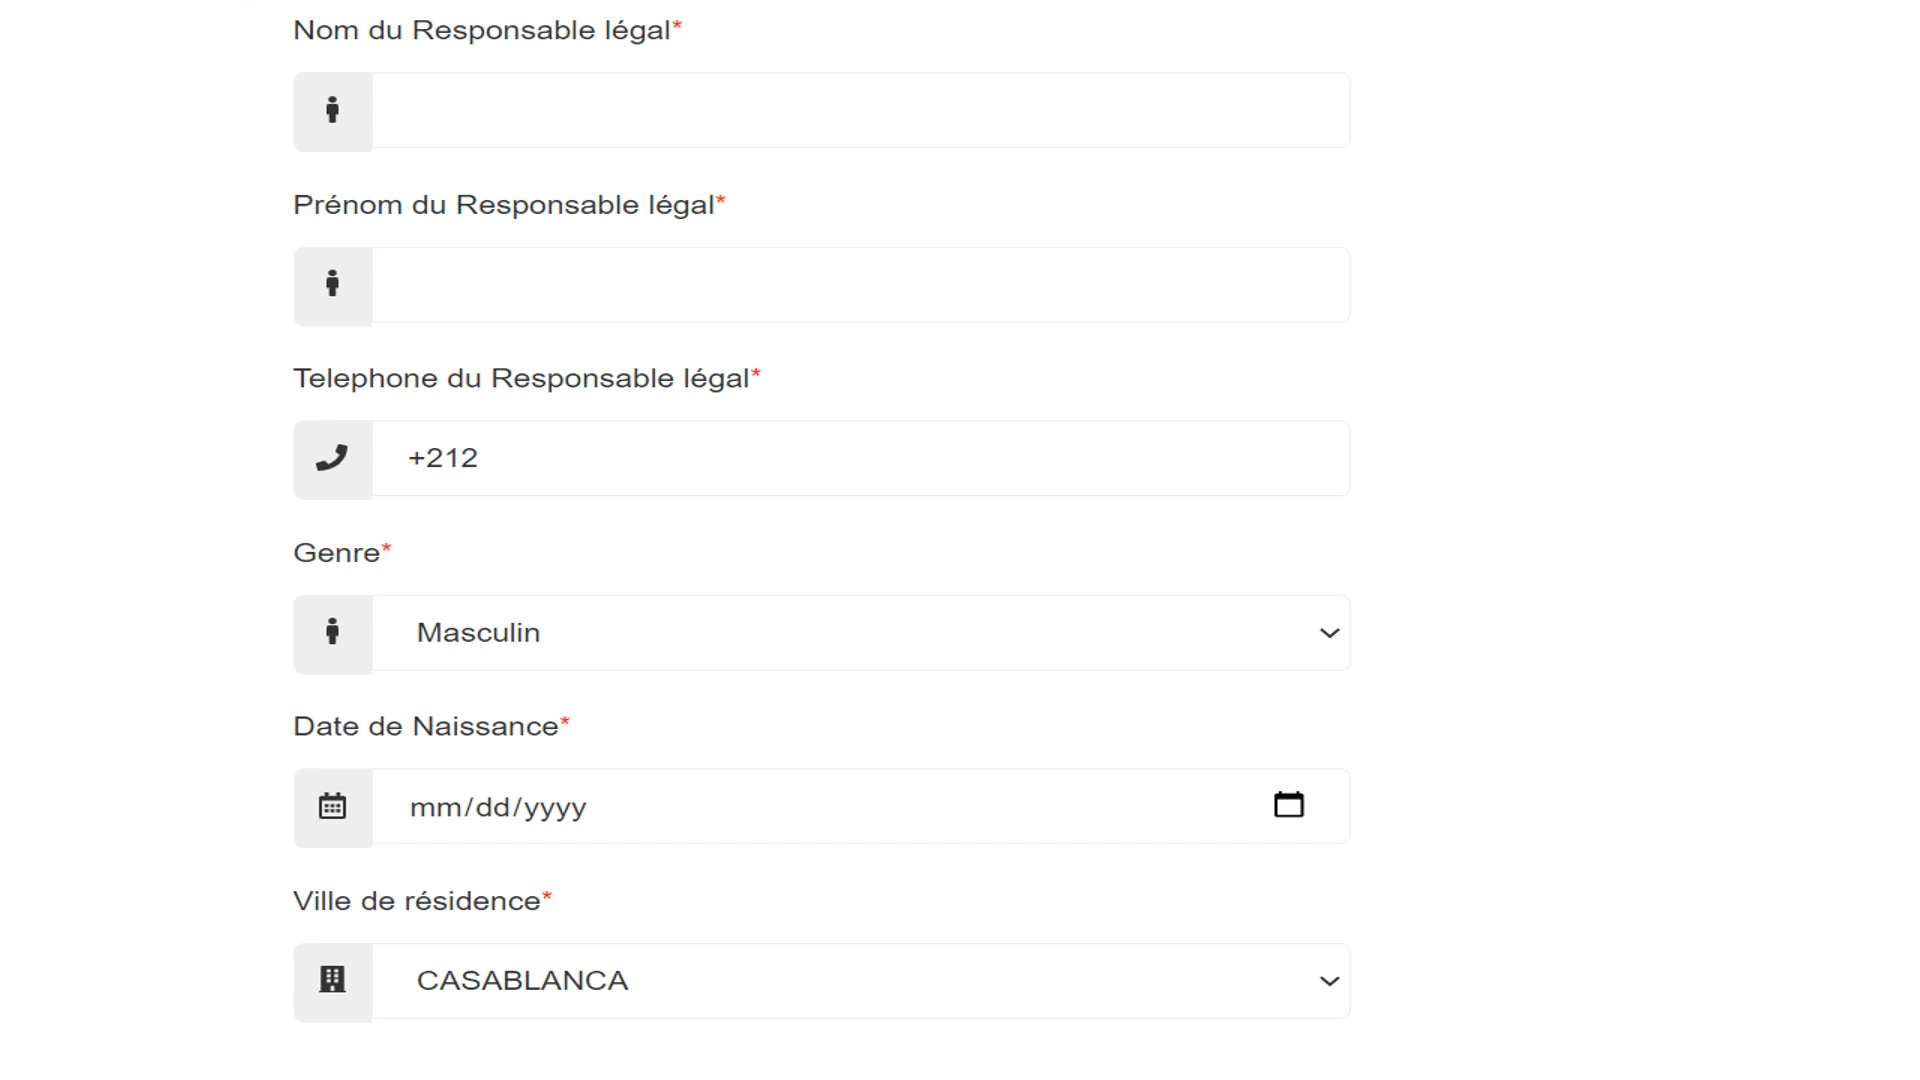 Nom du Responsable légal*
Prénom du Responsable légal*
Telephone du Responsable légal*
+212
Genre*
Masculin
Date de Naissance*
mm/dd/yyyy
Ville de résidence*
CASABLANCA